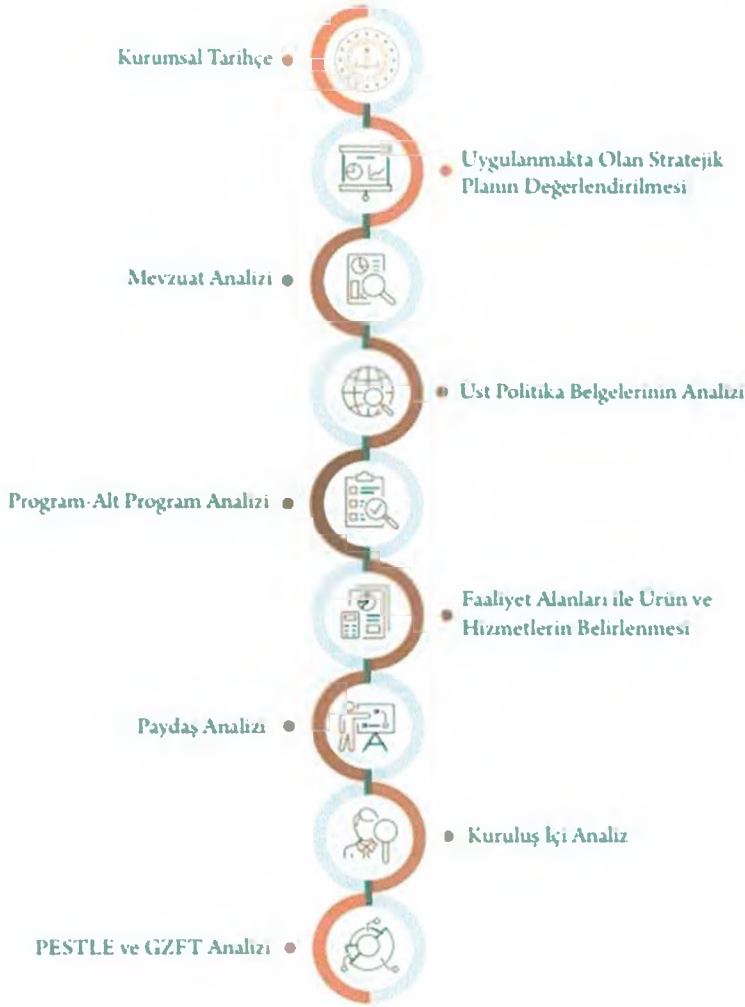 Kurumsal Tarihçe
Uygulanmakta Olan Stratejik
Planın Değerlendirilmesi
Mevzuat Analizi
Üst Politika Belgelerinin Analizi
Program-Alt Program Analizi
Faaliyet Alanları ile Ürün ve
Hizmetlerin Belirlenmesi
Paydaş Analizi
Kuruluş İçi Analiz
PESTLE ve GZFT Analizi